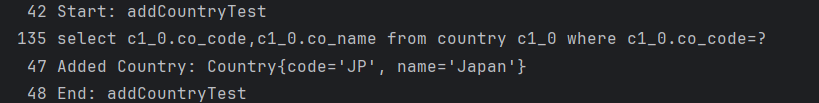 42 Start: addCountryTest
135 select c1_0.co_code,c1_0.co_name from country c1_0 where c1_0.co_code=?
47 Added Country: Country{code='JP', name='Japan'}
48 End: addCountryTest